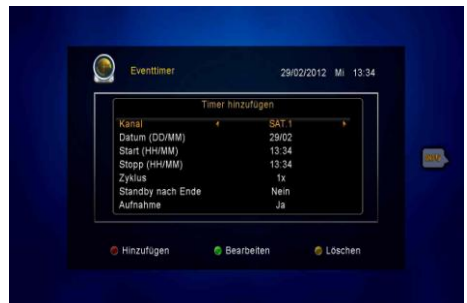 Eventtimer 29/02/2012 Mi 13:34
Timer hinzufügen
Kanal SAT.1
Datum (DD/MM) 29/02
Start (HH/MM) 13:34
Stopp (HH/MM) 13:34
Zyklus 1x
Standby nach Ende Nein
Aufnahme Ja
Hinzufügen Bearbeiten Löschen